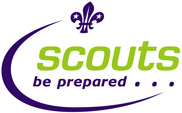 scouts
be prepared . . .